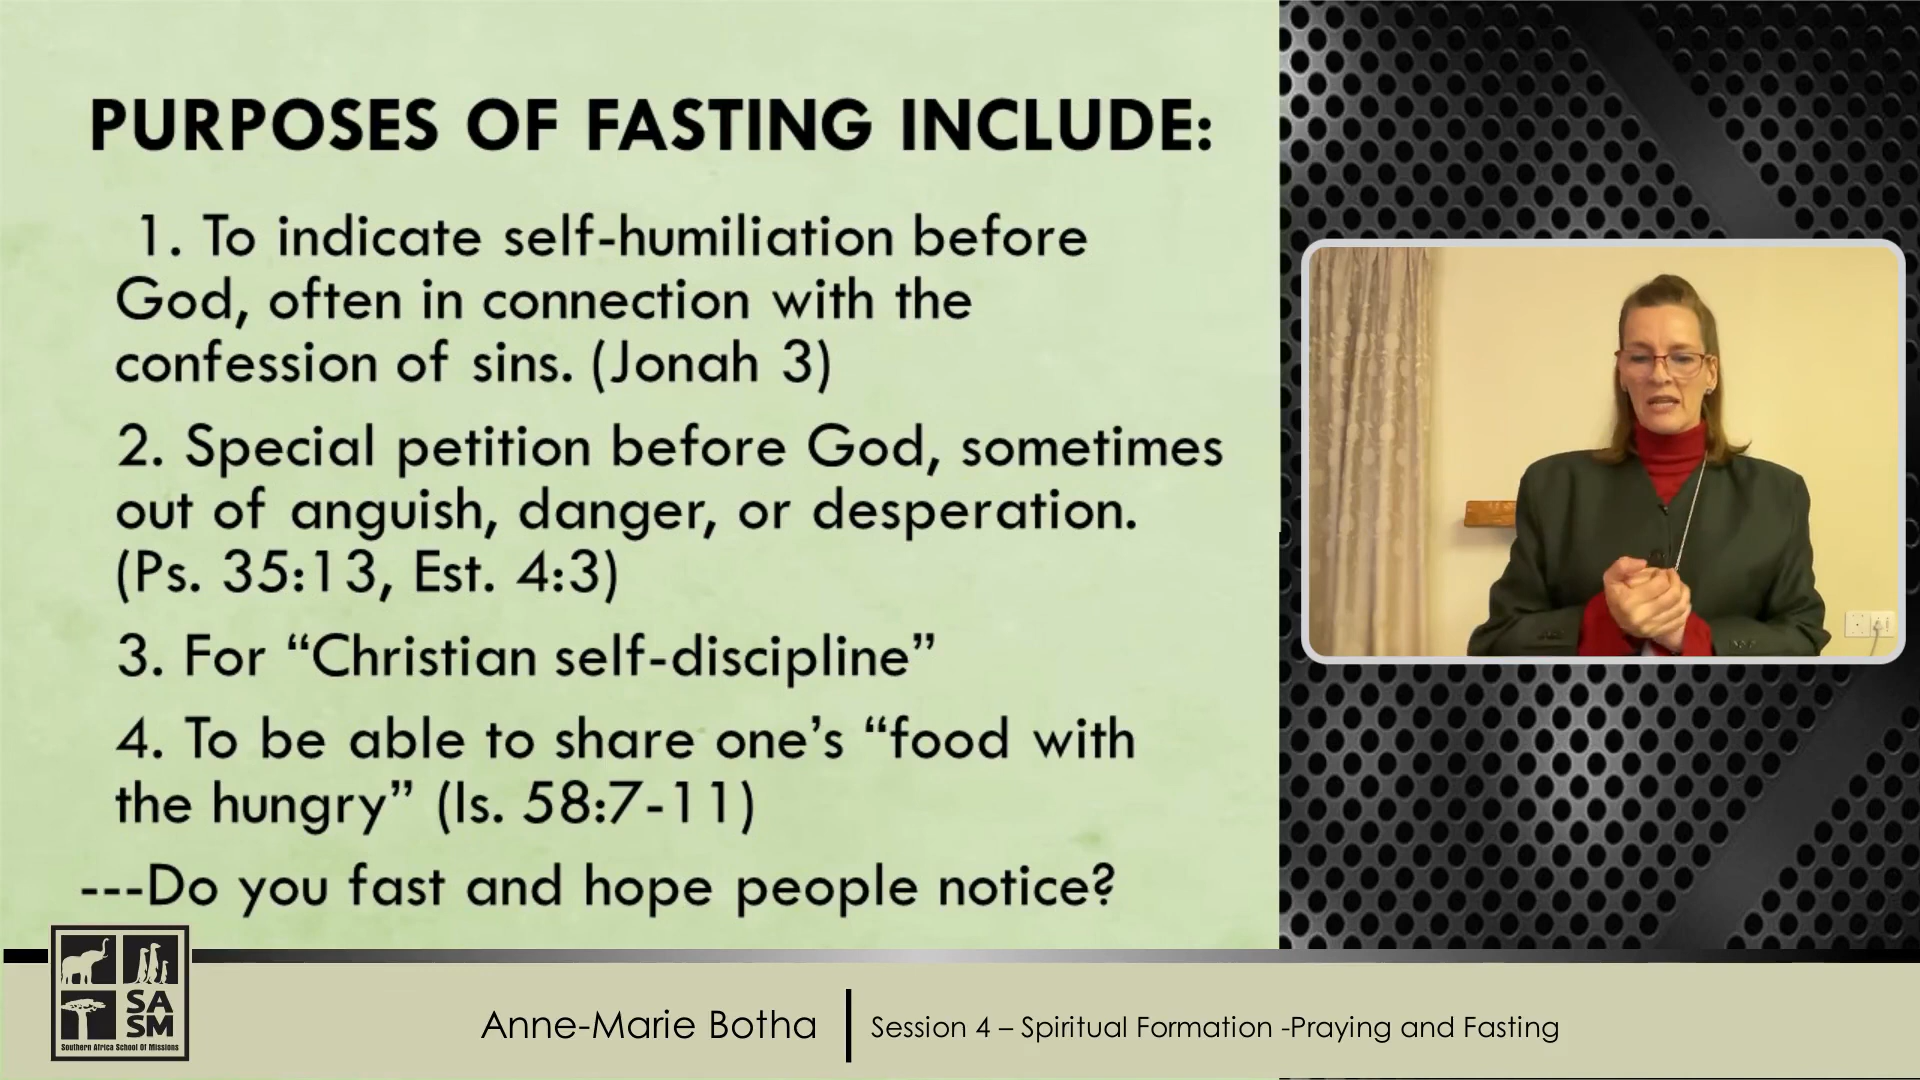 PURPOSES OF FASTING INCLUDE:
1. To indicate self-humiliation before
God, often in connection with the
confession of sins. (Jonah 3)
2. Special petition before God, sometimes
out of anguish, danger, or desperation.
(Ps. 35:13, Est. 4:3)
3. For “Christian self-discipline”
4. To be able to share one’s “food with
the hungry” (Is. 58:7-11)
---Do you fast and hope people notice?
SA
SM
Southern Africa School Of Missions
Anne-Marie Botha
Session 4 – Spiritual Formation -Praying and Fasting